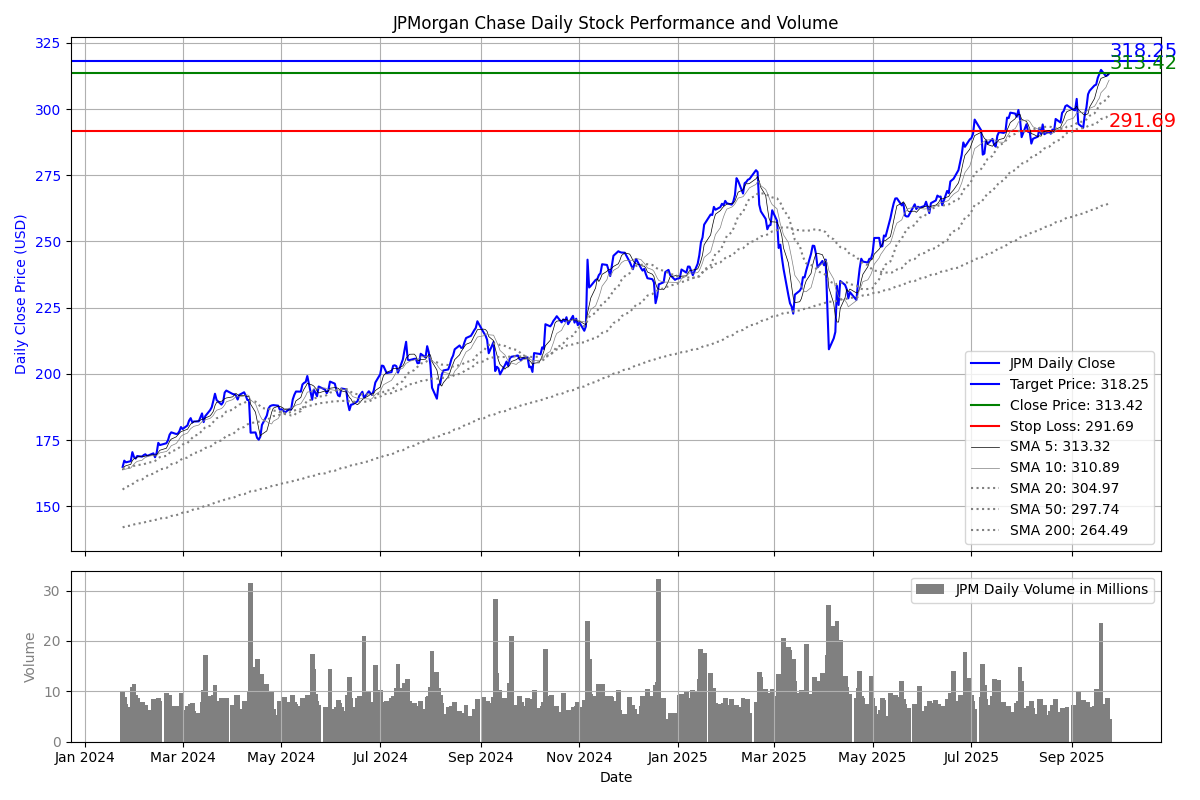 JPMorgan Chase Daily Stock Performance and Volume
325
300
275
250
225
200
175
150
Daily Close Price (USD)
318.25
313.42
291.69
JPM Daily Close
Target Price: 318.25
Close Price: 313.42
Stop Loss: 291.69
SMA 5: 313.32
SMA 10: 310.89
SMA 20: 304.97
SMA 50: 297.74
SMA 200: 264.49
30
20
10
0
Volume
JPM Daily Volume in Millions
Jan 2024 Mar 2024 May 2024 Jul 2024 Sep 2024 Nov 2024 Jan 2025 Mar 2025 May 2025 Jul 2025 Sep 2025
Date